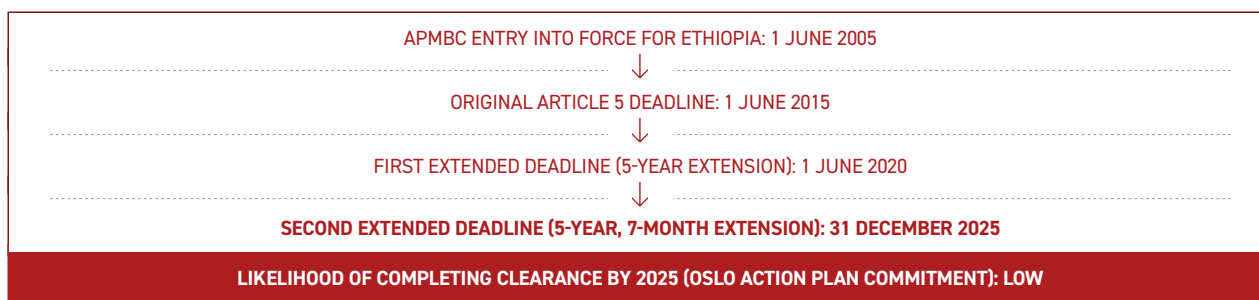 APMBC ENTRY INTO FORCE FOR ETHIOPIA: 1 JUNE 2005
ORIGINAL ARTICLE 5 DEADLINE: 1 JUNE 2015
FIRST EXTENDED DEADLINE (5-YEAR EXTENSION): 1 JUNE 2020
SECOND EXTENDED DEADLINE (5-YEAR, 7-MONTH EXTENSION): 31 DECEMBER 2025
LIKELIHOOD OF COMPLETING CLEARANCE BY 2025 (OSLO ACTION PLAN COMMITMENT): LOW